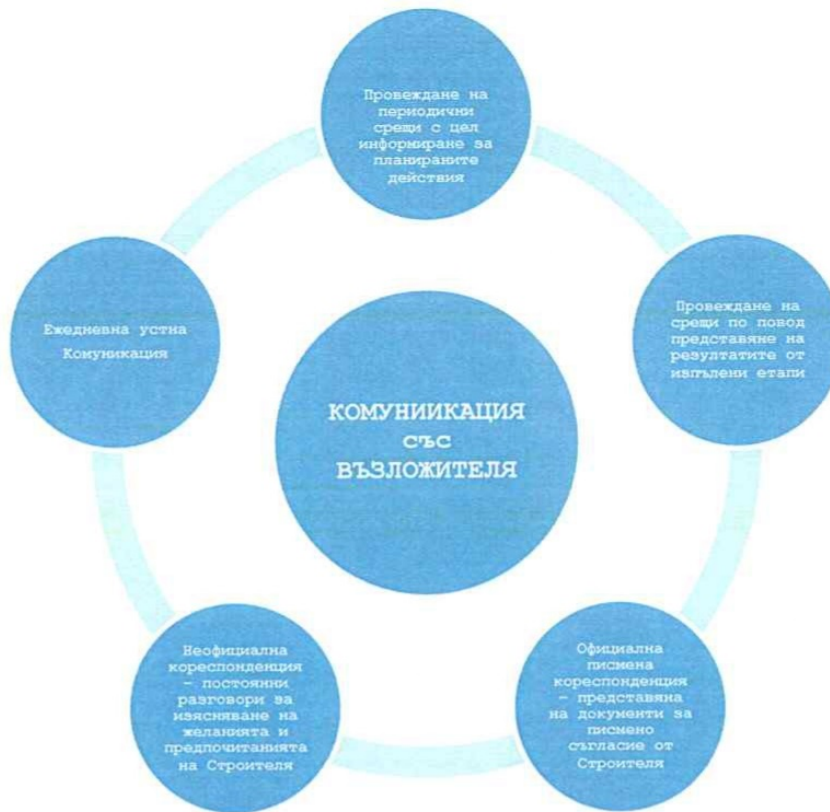 Провеждане на
периодични
срещи с цел
информиране за
планираните
действия
Ежедневна устна
Комуникация
Провеждане на
срещи по повод
представяне на
резултатите от
изпълени етапи
КОМУНИИКАЦИЯ
със
ВЪЗЛОЖИТЕЛЯ
Неофициална
кореспонденция
– постоянни
разговори за
изясняване на
желанията и
предпочитанията
на Строителя
Официална
писмена
кореспонденция
– представяна
на документи за
писмено
съгласие от
Строителя